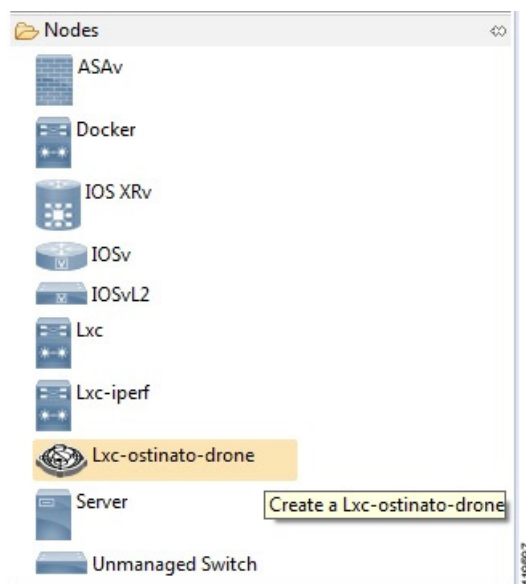 Nodes
ASAv
Docker
IOS XRv
IOSv
IOSvL2
Lxc
Lxc-iperf
Lxc-ostinato-drone
Server
Create a Lxc-ostinato-drone
Unmanaged Switch